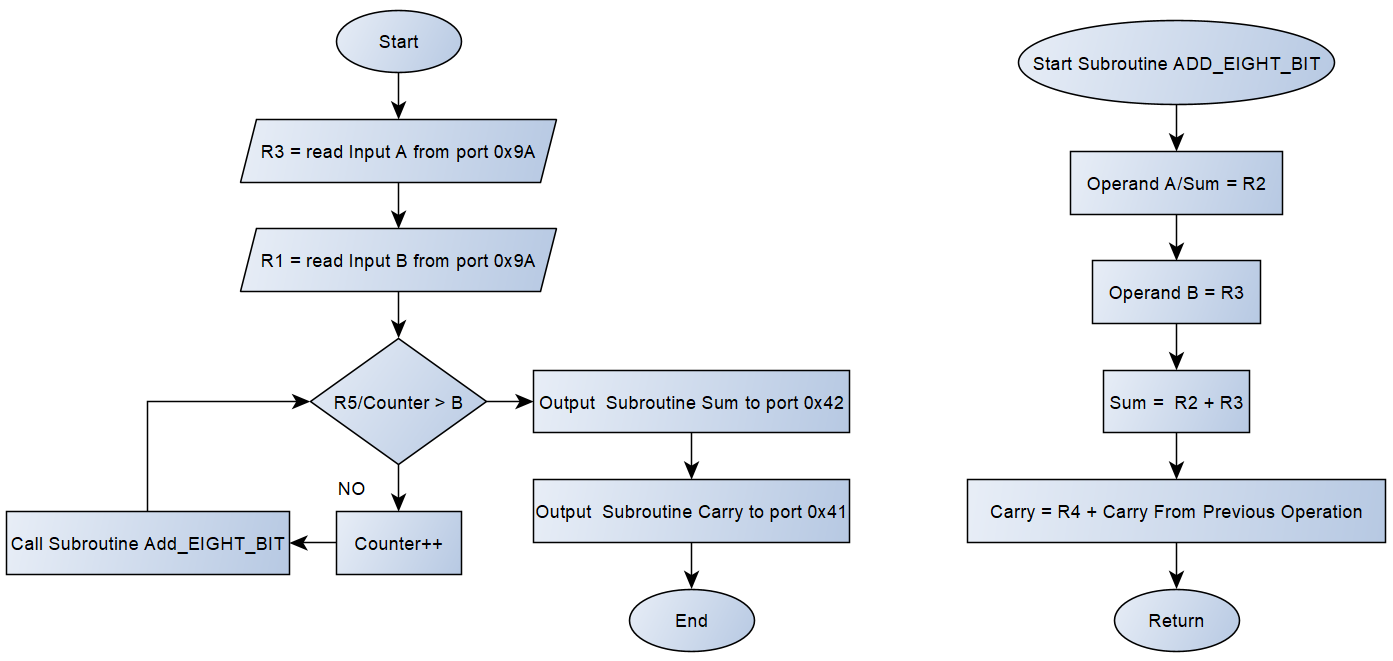 Start
R3 = read Input A from port 0x9A
R1 = read Input B from port 0x9A
R5/Counter > B
NO
Counter++
Call Subroutine Add_EIGHT_BIT
Output  Subroutine Sum to port 0x42
Output  Subroutine Carry to port 0x41
End
Start Subroutine ADD_EIGHT_BIT
Operand A/Sum = R2
Operand B = R3
Sum =  R2 + R3
Carry = R4 + Carry From Previous Operation
Return